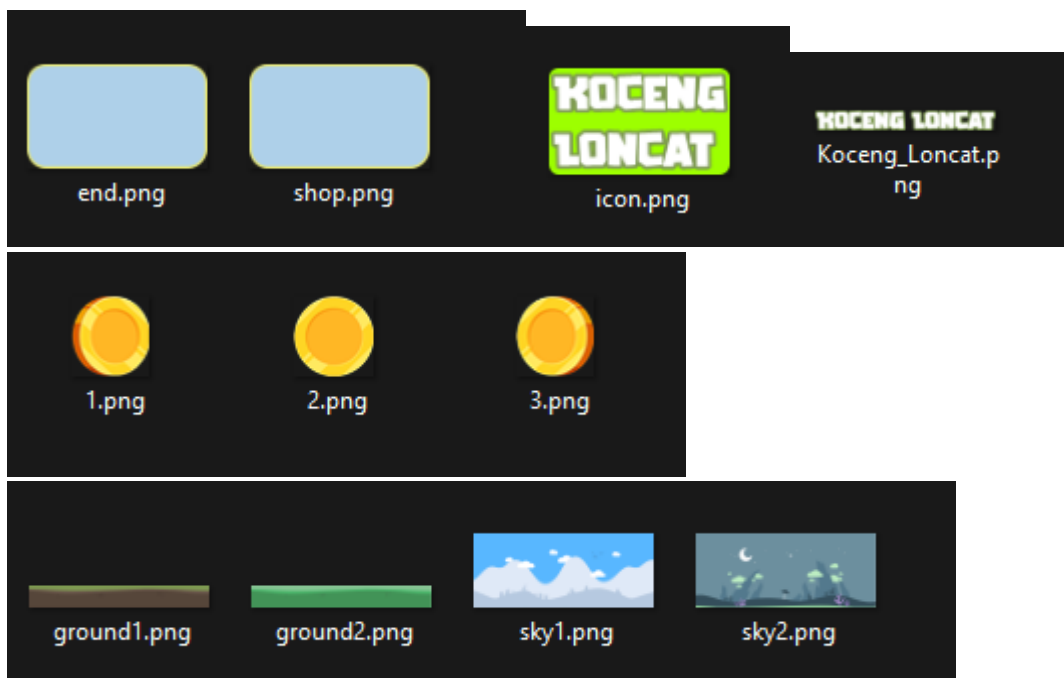 KOCENG
LONCAT
KOCENG LONCAT
end.png
shop.png
icon.png
Koceng_Loncat.p
ng
1.png
2.png
3.png
ground1.png
ground2.png
sky1.png
sky2.png